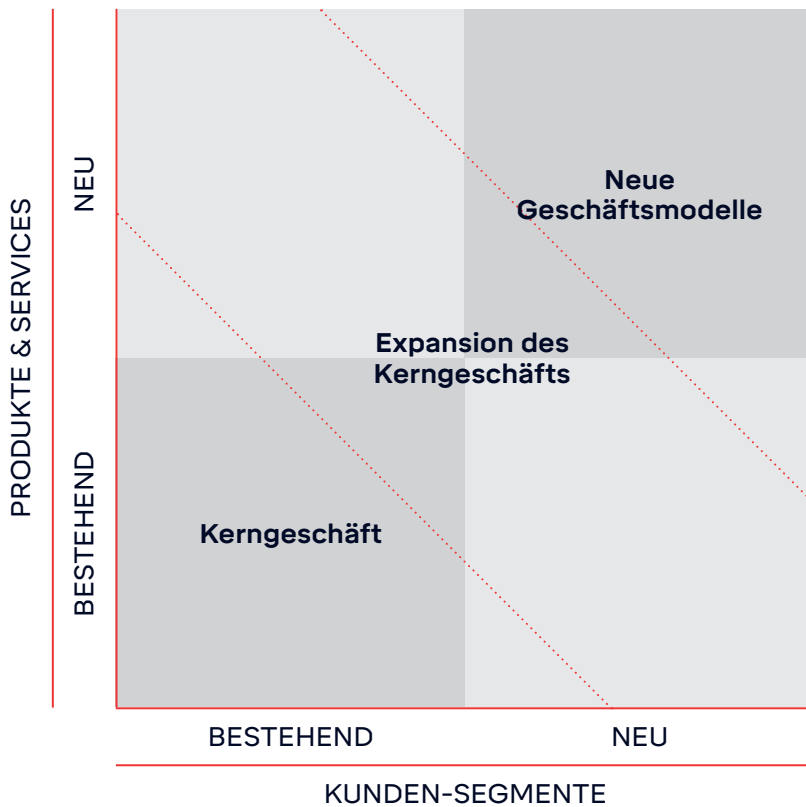 PRODUKTE & SERVICES
NEU
BESTEHEND
Neue
Geschäftsmodelle
Expansion des
Kerngeschäfts
Kerngeschäft
BESTEHEND
NEU
KUNDEN-SEGMENTE